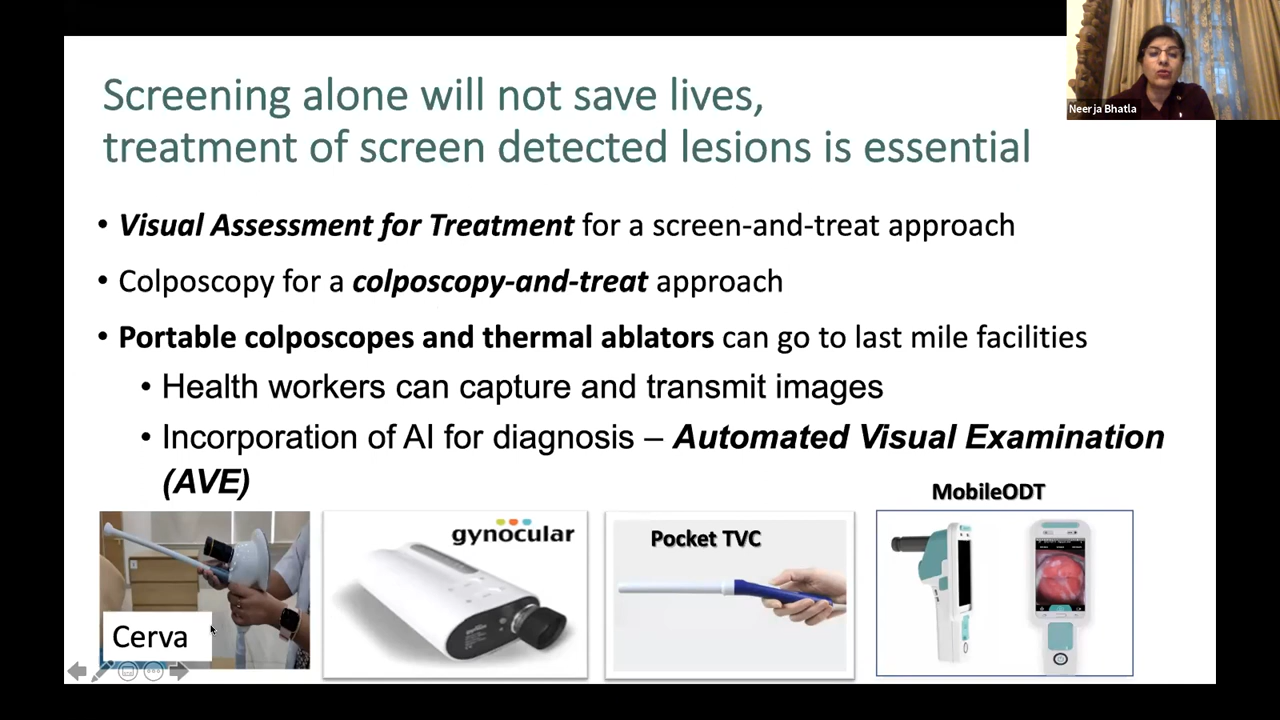 Screening alone will not save lives,
treatment of screen detected lesions is essential
Neerja Bhatla
• Visual Assessment for Treatment for a screen-and-treat approach
• Colposcopy for a colposcopy-and-treat approach
• Portable colposcopes and thermal ablators can go to last mile facilities
• Health workers can capture and transmit images
• Incorporation of AI for diagnosis – Automated Visual Examination
(AVE)
MobileODT
gynocular
Pocket TVC
Cerva